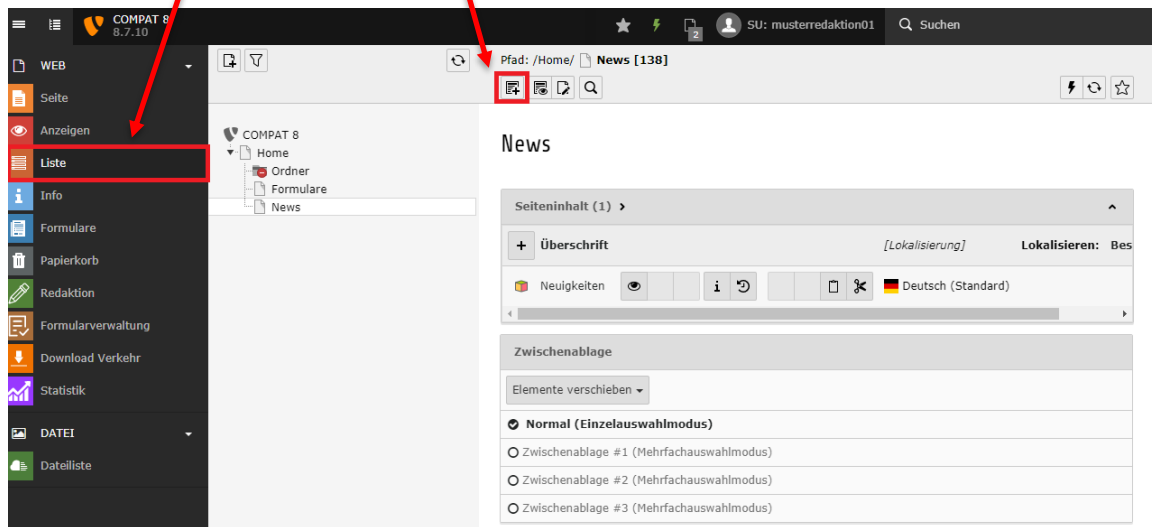 COMPAT 8
8.7.10
2
SU: musterredaktion01
Suchen
WEB
Seite
Anzeigen
Liste
Info
Formulare
Papierkorb
Redaktion
Formularverwaltung
Download Verkehr
Statistik
DATEI
Dateiliste
COMPAT 8
Home
Ordner
Formulare
News
Pfad: /Home/ News [138]
News
Seiteninhalt (1)
Überschrift [Lokalisierung] Lokalisieren: Bes
Neuigkeiten Deutsch (Standard)
Zwischenablage
Elemente verschieben
Normal (Einzelauswahlmodus)
Zwischenablage #1 (Mehrfachauswahlmodus)
Zwischenablage #2 (Mehrfachauswahlmodus)
Zwischenablage #3 (Mehrfachauswahlmodus)